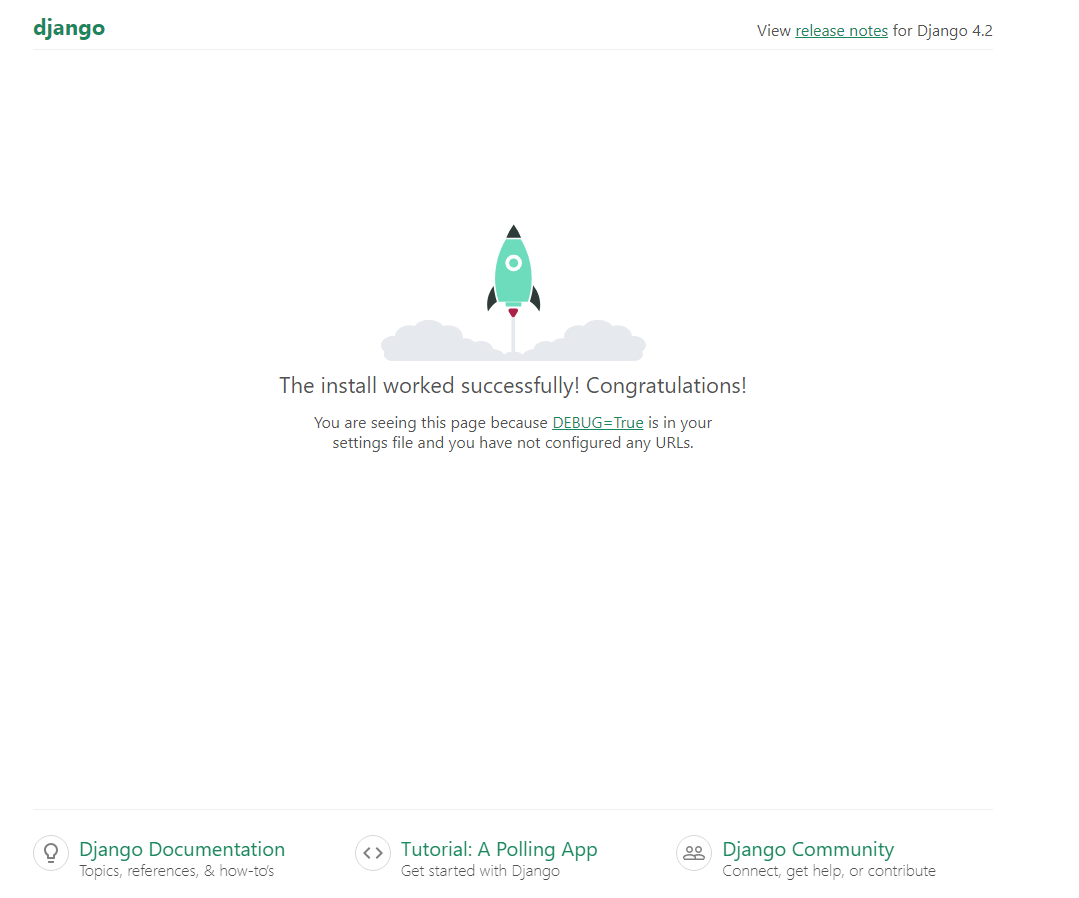 django
View release notes for Django 4.2
The install worked successfully! Congratulations!
You are seeing this page because DEBUG=True is in your
settings file and you have not configured any URLs.
Django Documentation
Topics, references, & how-to's
Tutorial: A Polling App
Get started with Django
Django Community
Connect, get help, or contribute